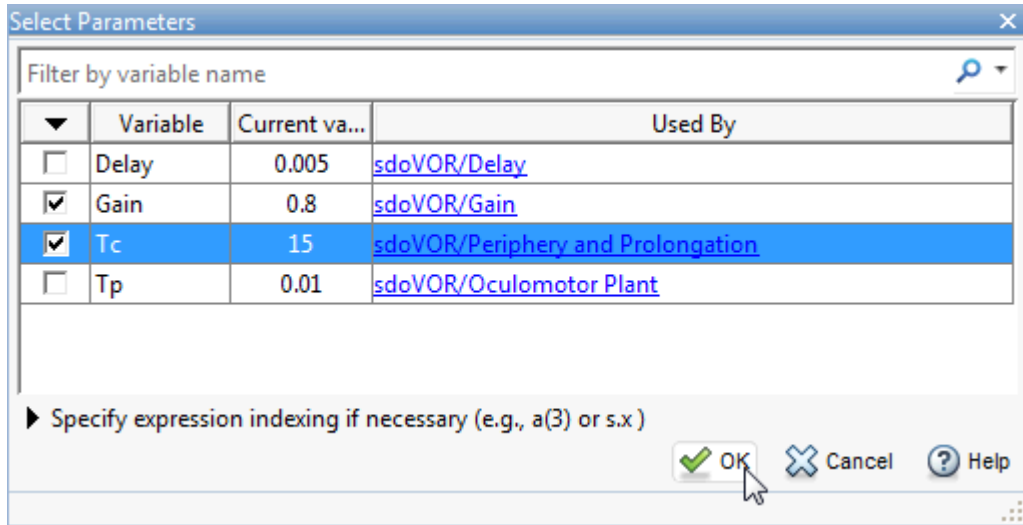 Select Parameters
Filter by variable name
Variable Current va... Used By
Delay 0.005 sdoVOR/Delay
Gain 0.8 sdoVOR/Gain
Tc 15 sdoVOR/Periphery and Prolongation
Tp 0.01 sdoVOR/Oculomotor Plant
Specify expression indexing if necessary (e.g., a(3) or s.x )
OK Cancel Help